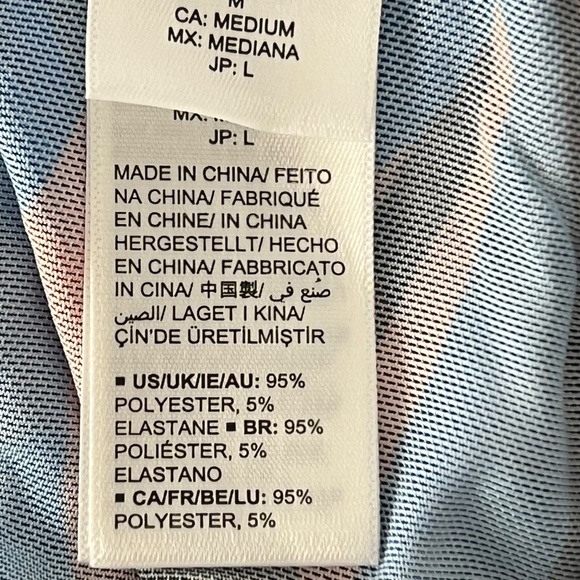 M
CA: MEDIUM
MX: MEDIANA
JP: L
JP: L
MADE IN CHINA/ FEITO
NA CHINA/ FABRIQUÉ
EN CHINE/ IN CHINA
HERGESTELLT/ HECHO
EN CHINA/ FABBRICATO
IN CINA/ 中国製/ صُنع في
الصين/ LAGET I KINA/
ÇİN'DE ÜRETİLMİŞTİR
▪ US/UK/IE/AU: 95%
POLYESTER, 5%
ELASTANE ▪ BR: 95%
POLIÉSTER, 5%
ELASTANO
▪ CA/FR/BE/LU: 95%
POLYESTER, 5%